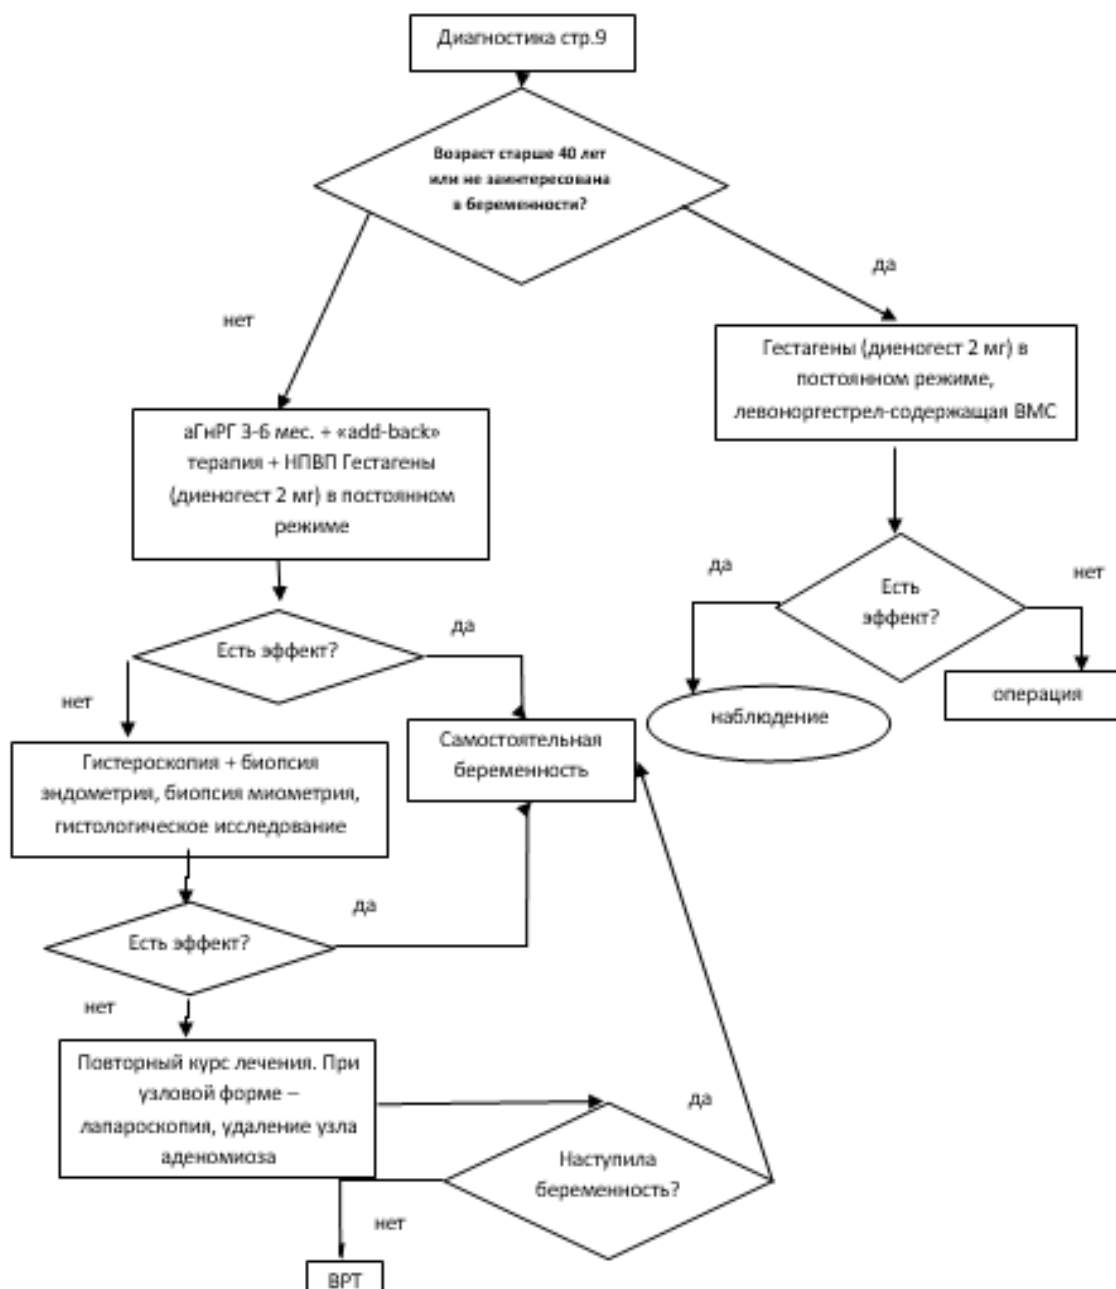 Диагностика стр.9
Возраст старше 40 лет
или не заинтересована
в беременности?
да
нет
Гестагены (диеногест 2 мг) в
постоянном режиме,
левоноргестрел-содержащая ВМС
аГнРГ 3-6 мес. + «add-back»
терапия + НПВП Гестагены
(диеногест 2 мг) в постоянном
режиме
да
Есть
эффект?
нет
Есть эффект?
да
нет
наблюдение
операция
Самостоятельная
беременность
Гистероскопия + биопсия
эндометрия, биопсия миометрия,
гистологическое исследование
Есть эффект?
да
нет
Повторный курс лечения. При
узловой форме –
лапароскопия, удаление узла
аденомиоза
да
Наступила
беременность?
нет
ВРТ